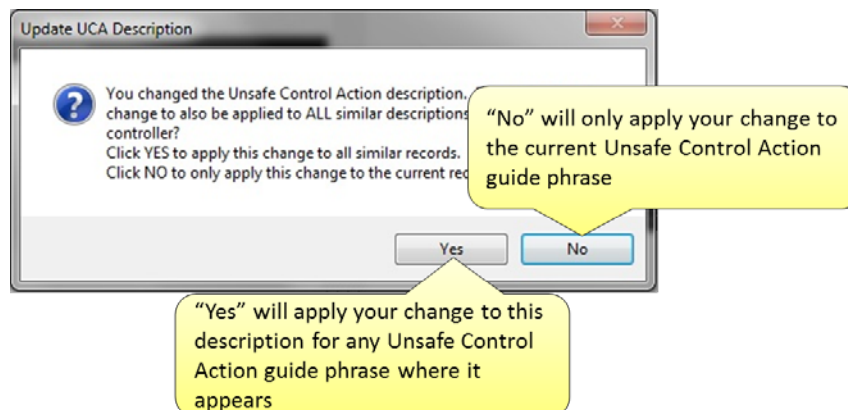 Update UCA Description
You changed the Unsafe Control Action description.
change to also be applied to ALL similar descriptions
controller?
Click YES to apply this change to all similar records.
Click NO to only apply this change to the current
"No" will only apply your change to
the current Unsafe Control Action
guide phrase
Yes
No
"Yes" will apply your change to this
description for any Unsafe Control
Action guide phrase where it
appears